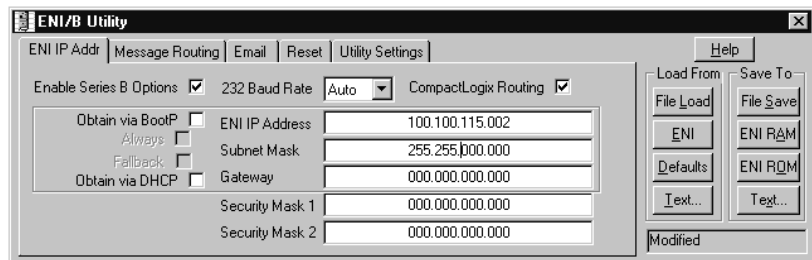 ENI/B Utility
ENI IP Addr Message Routing Email Reset Utility Settings Help
Enable Series B Options 232 Baud Rate Auto CompactLogix Routing
Load From Save To
Obtain via BootP ENI IP Address 100.100.115.002
File Load File Save
Always
Subnet Mask 255.255.000.000
ENI ENI RAM
Fallback
Obtain via DHCP Gateway 000.000.000.000
Defaults ENI ROM
Security Mask 1 000.000.000.000
Text... Text...
Security Mask 2 000.000.000.000
Modified